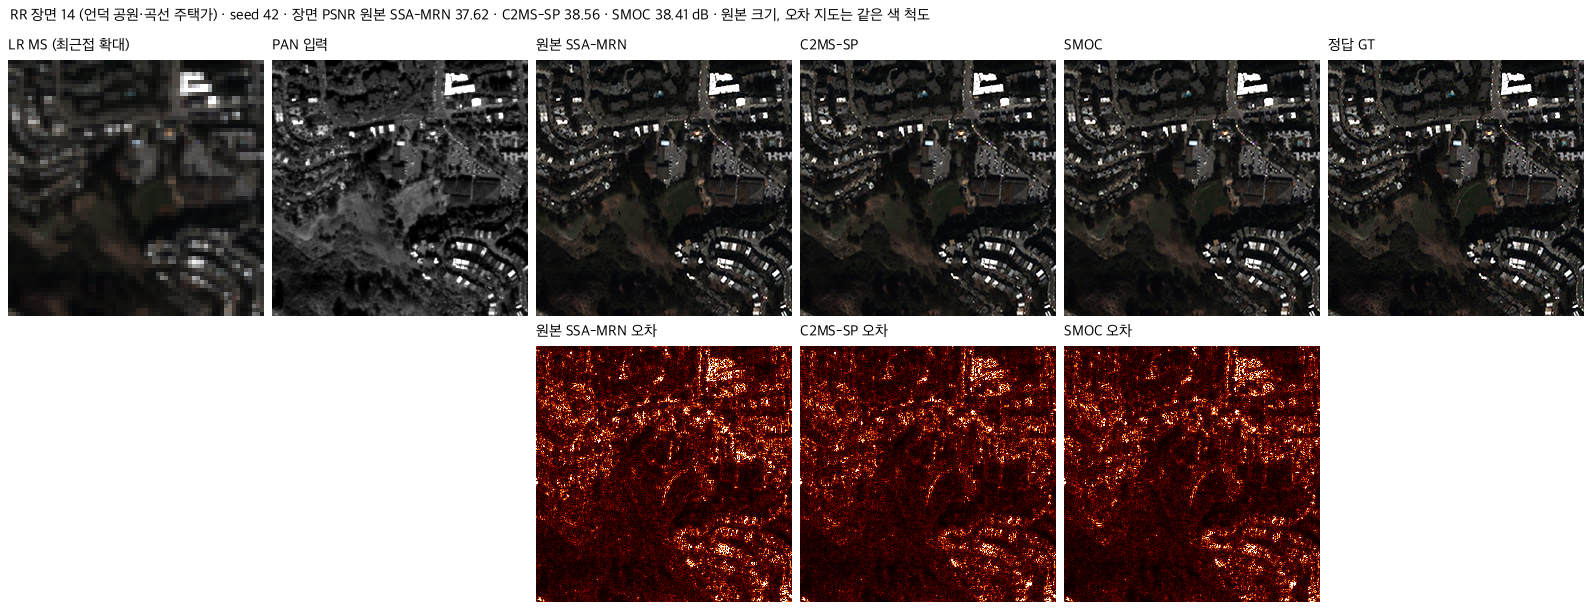 RR 장면 14 (언덕 공원·곡선 주택가) · seed 42 · 장면 PSNR 원본 SSA-MRN 37.62 · C2MS-SP 38.56 · SMOC 38.41 dB · 원본 크기, 오차 지도는 같은 색 척도
LR MS (최근접 확대)
PAN 입력
원본 SSA-MRN
C2MS-SP
SMOC
정답 GT
원본 SSA-MRN 오차
C2MS-SP 오차
SMOC 오차